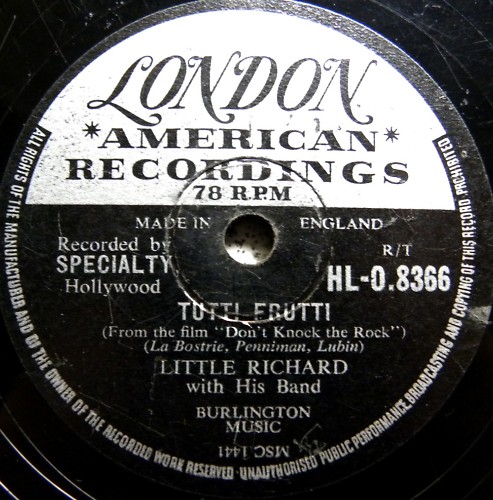 LONDON
*AMERICAN*
RECORDINGS
78 R.P.M
MADE IN ENGLAND
Recorded by
SPECIALTY
Hollywood
R/T
HL-O.8366
TUTTI FRUTTI
(From the film "Don't Knock the Rock")
(La Bostrie, Penniman, Lubin)
LITTLE RICHARD
with His Band
BURLINGTON
MUSIC
MSC 1441
ALL RIGHTS OF THE MANUFACTURER AND OF THE OWNER OF THE RECORDED WORK RESERVED · UNAUTHORISED PUBLIC PERFORMANCE, BROADCASTING AND COPYING OF THIS RECORD PROHIBITED